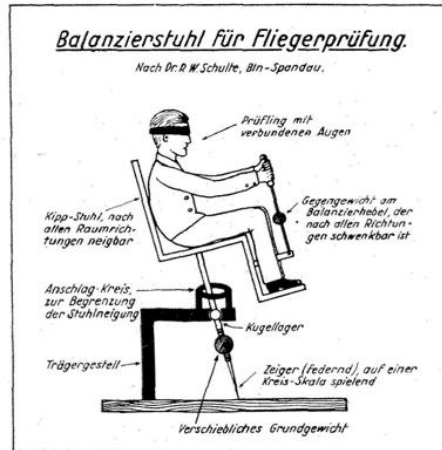 Balanzierstuhl für Fliegerprüfung.
Nach Dr. R. W. Schulte, Bln-Spandau.
Prüfling mit
verbundenen Augen
Gegengewicht am
Balanzierhebel, der
nach allen Richtun-
gen schwenkbar ist
Kipp-Stuhl, nach
allen Raumrich-
tungen neigbar
Anschlag-Kreis,
zur Begrenzung
der Stuhlneigung
Kugellager
Trägergestell
Zeiger (federnd), auf einer
Kreis-Skala spielend
Verschiebliches Grundgewicht